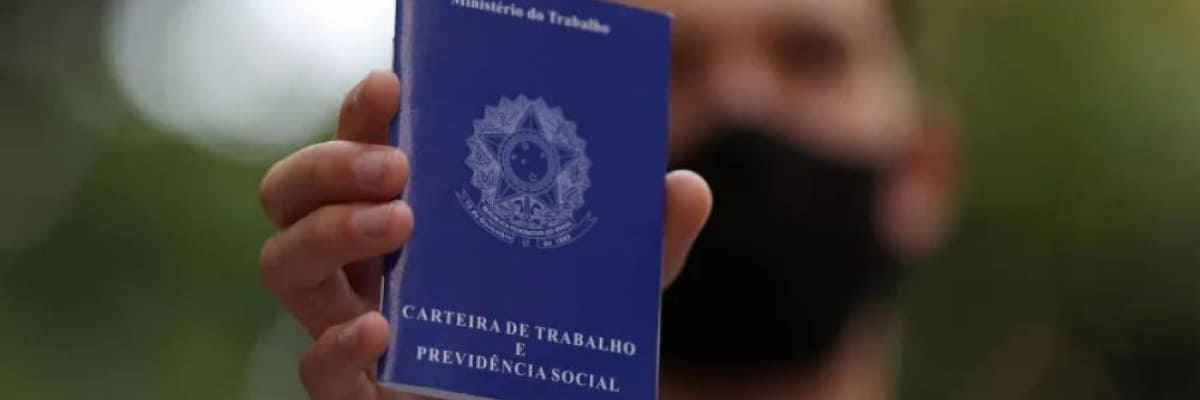 Ministério do Trabalho
CARTEIRA DE TRABALHO
E
PREVIDÊNCIA SOCIAL